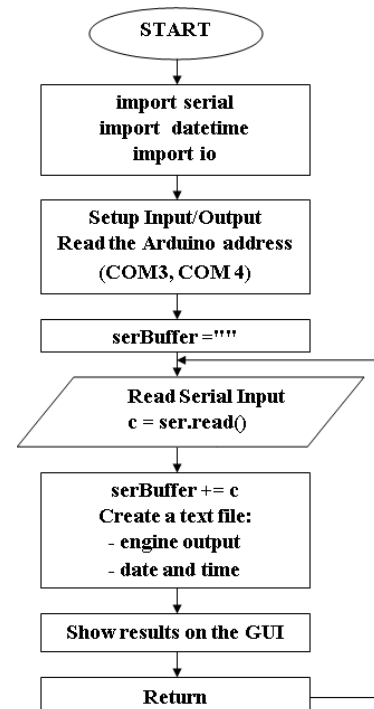 START
import serial
import datetime
import io
Setup Input/Output
Read the Arduino address
(COM3, COM 4)
serBuffer =""
Read Serial Input
c = ser.read()
serBuffer += c
Create a text file:
- engine output
- date and time
Show results on the GUI
Return